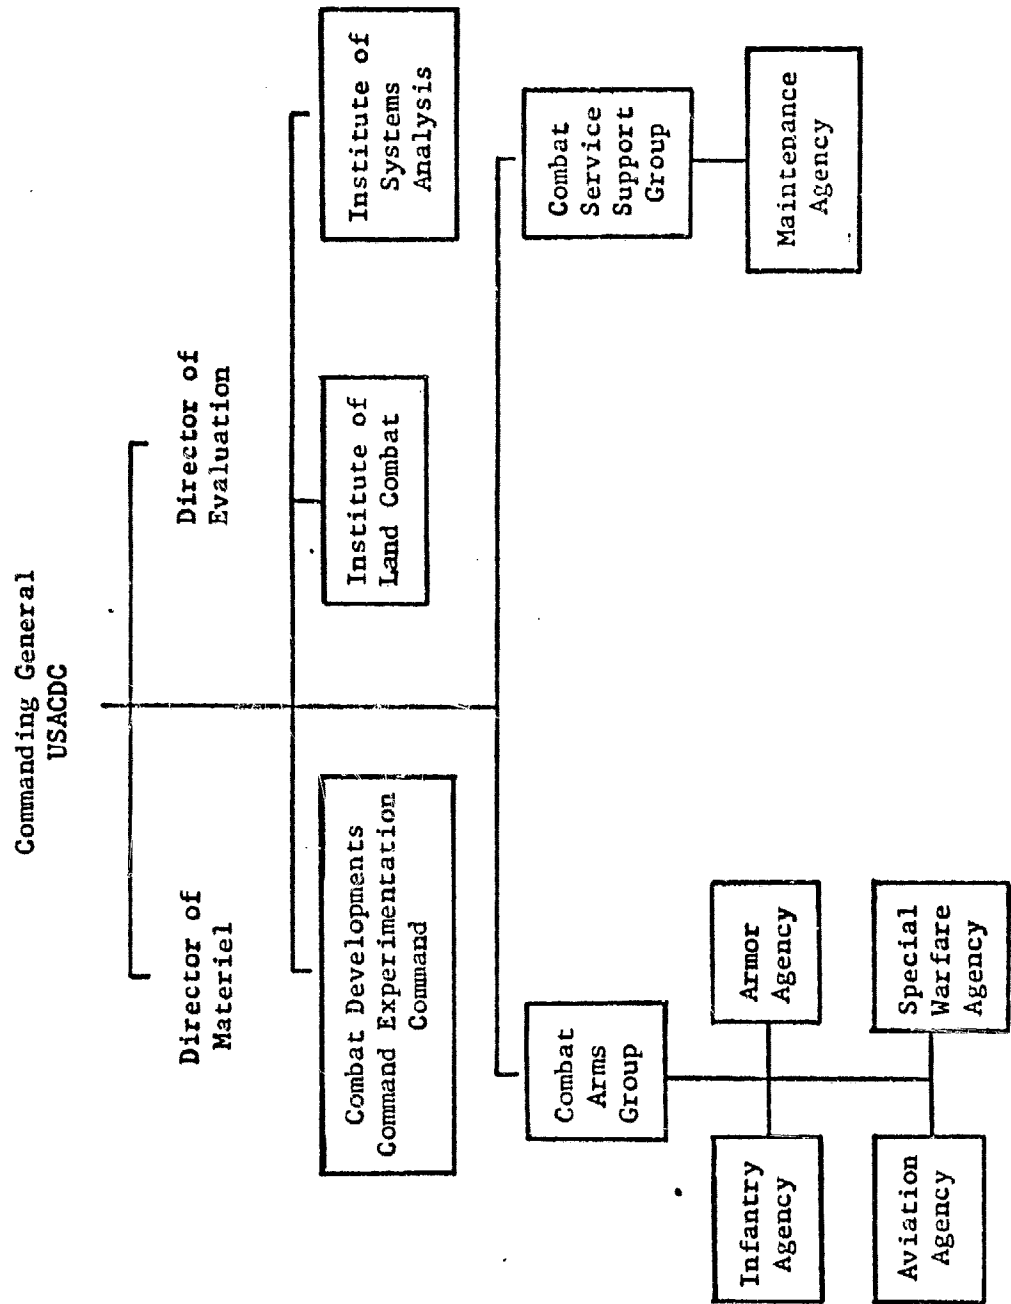 Commanding General
USACDC
Director of
Materiel
Director of
Evaluation
Combat Developments
Command Experimentation
Command
Institute of
Land Combat
Institute of
Systems
Analysis
Combat
Arms
Group
Combat
Service
Support
Group
Infantry
Agency
Armor
Agency
Maintenance
Agency
Aviation
Agency
Special
Warfare
Agency